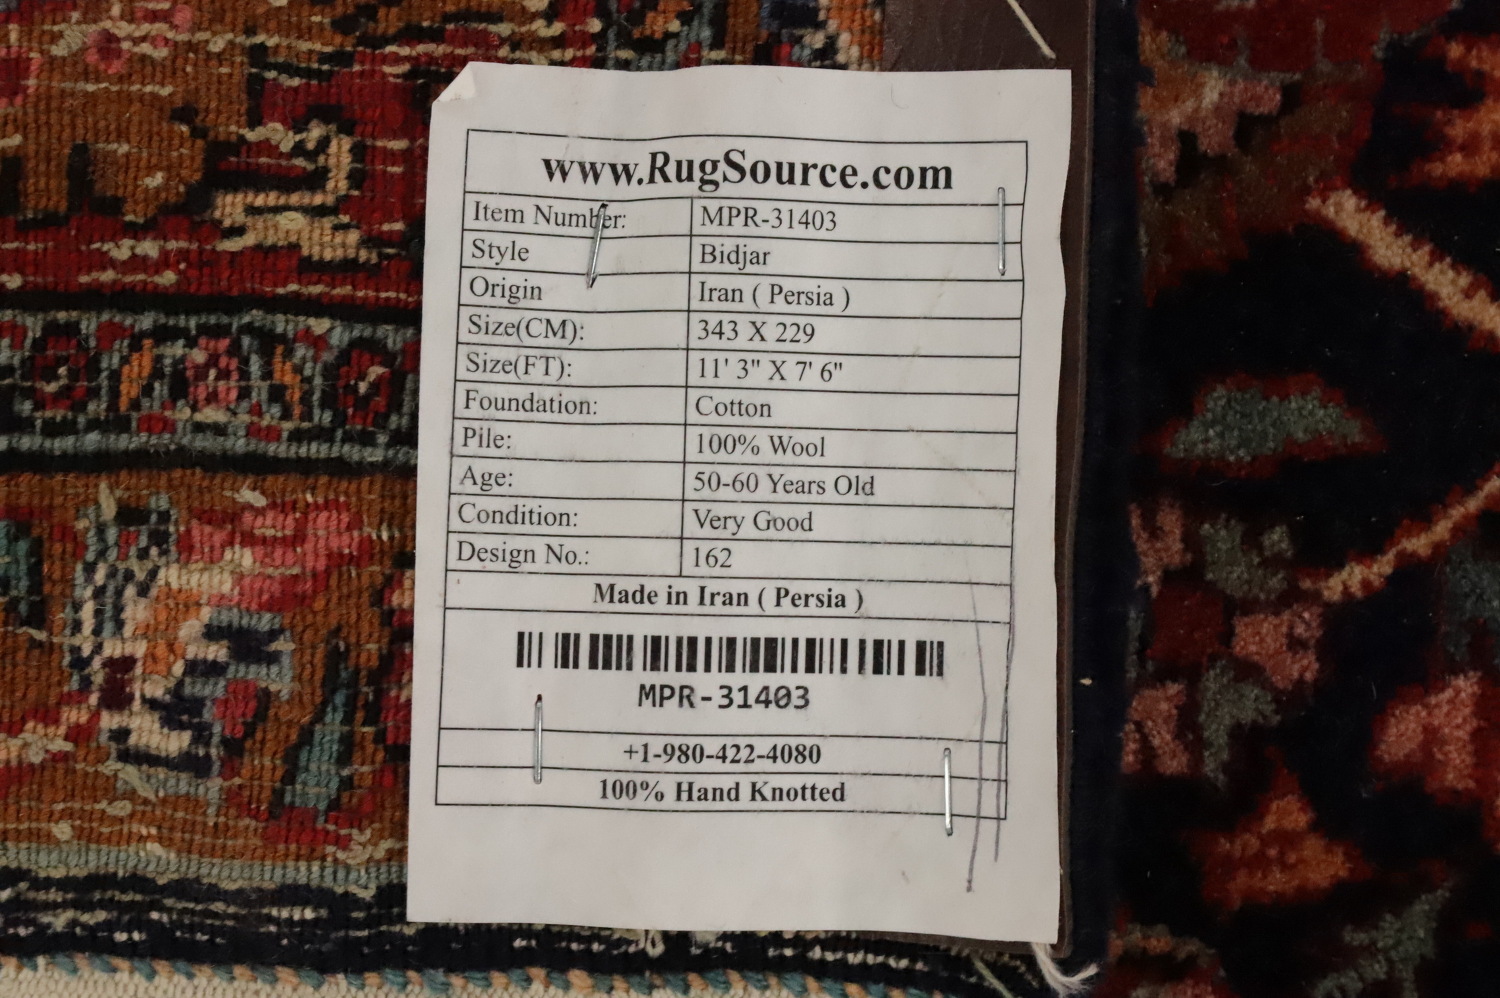 www.RugSource.com
Item Number: MPR-31403
Style Bidjar
Origin Iran ( Persia )
Size(CM): 343 X 229
Size(FT): 11' 3" X 7' 6"
Foundation: Cotton
Pile: 100% Wool
Age: 50-60 Years Old
Condition: Very Good
Design No.: 162
Made in Iran ( Persia )
MPR-31403
+1-980-422-4080
100% Hand Knotted